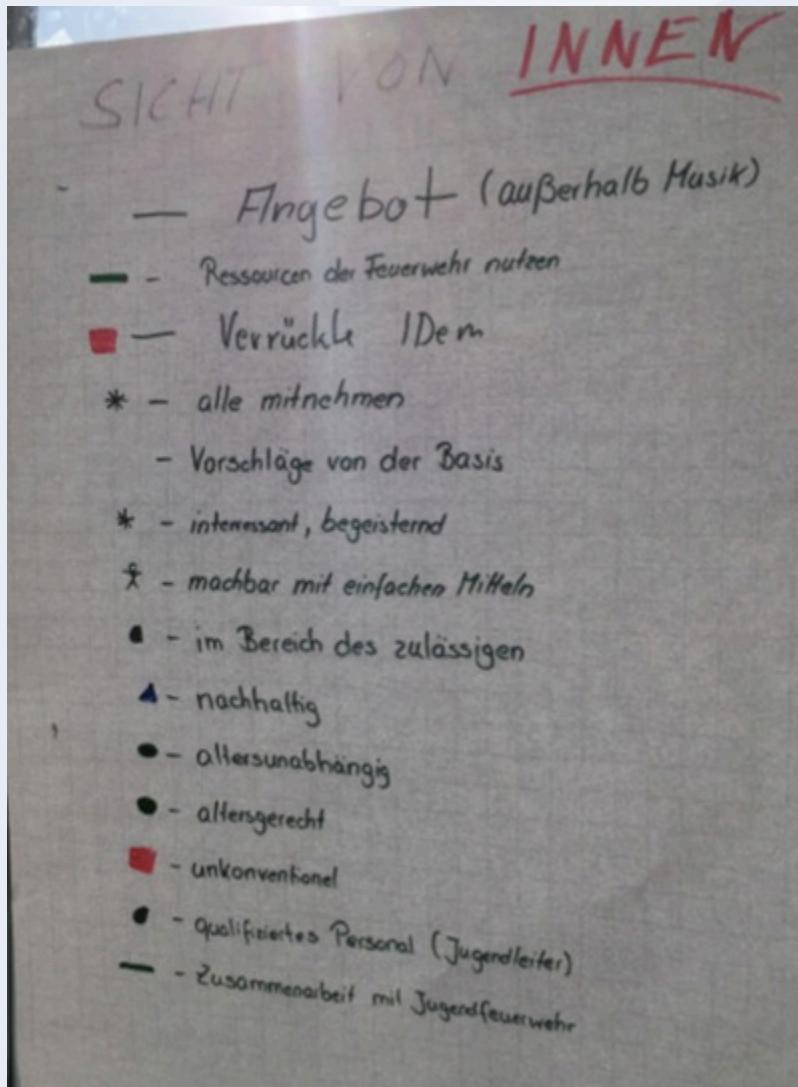 SICHT VON INNEN
— Angebot (außerhalb Musik)
- Ressourcen der Feuerwehr nutzen
— Verrückte IDeen
* - alle mitnehmen
- Vorschläge von der Basis
* - interessant, begeisternd
- machbar mit einfachen Mitteln
- im Bereich des zulässigen
- nachhaltig
- altersunabhängig
- altersgerecht
- unkonventionel
- qualifiziertes Personal (Jugendleiter)
- Zusammenarbeit mit Jugendfeuerwehr